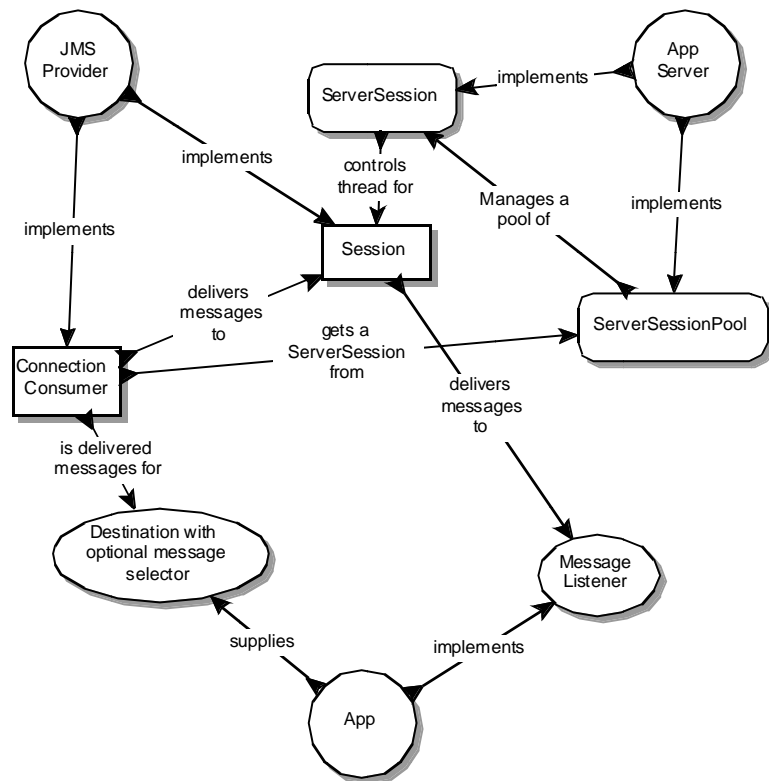 JMS
Provider
App
Server
ServerSession
implements
implements
controls
thread for
Manages a
pool of
implements
implements
Session
delivers
messages
to
gets a
ServerSession
from
ServerSessionPool
Connection
Consumer
delivers
messages
to
is delivered
messages for
Destination with
optional message
selector
Message
Listener
supplies
implements
App